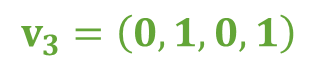 v₃ = (0, 1, 0, 1)